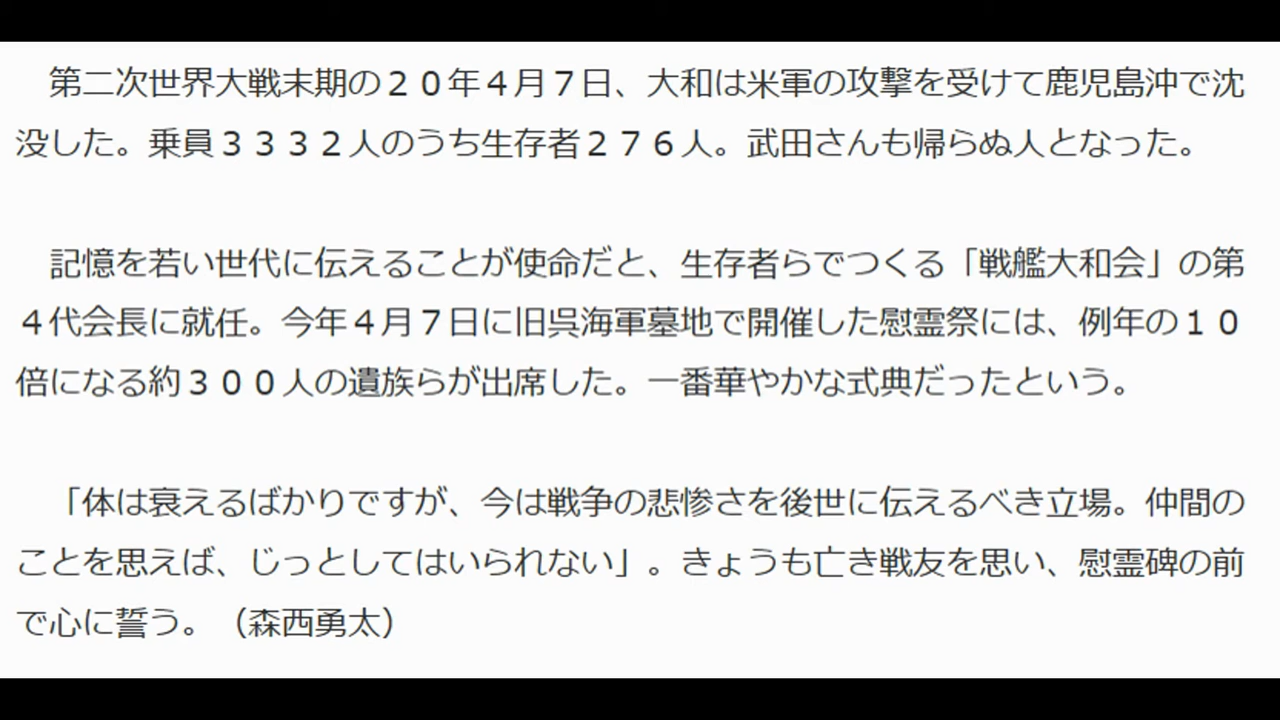 第二次世界大戦末期の２０年４月７日、大和は米軍の攻撃を受けて鹿児島沖で沈
没した。乗員３３３２人のうち生存者２７６人。武田さんも帰らぬ人となった。
　記憶を若い世代に伝えることが使命だと、生存者らでつくる「戦艦大和会」の第
４代会長に就任。今年４月７日に旧呉海軍墓地で開催した慰霊祭には、例年の１０
倍になる約３００人の遺族らが出席した。一番華やかな式典だったという。
　「体は衰えるばかりですが、今は戦争の悲惨さを後世に伝えるべき立場。仲間の
ことを思えば、じっとしてはいられない」。きょうも亡き戦友を思い、慰霊碑の前
で心に誓う。（森西勇太）